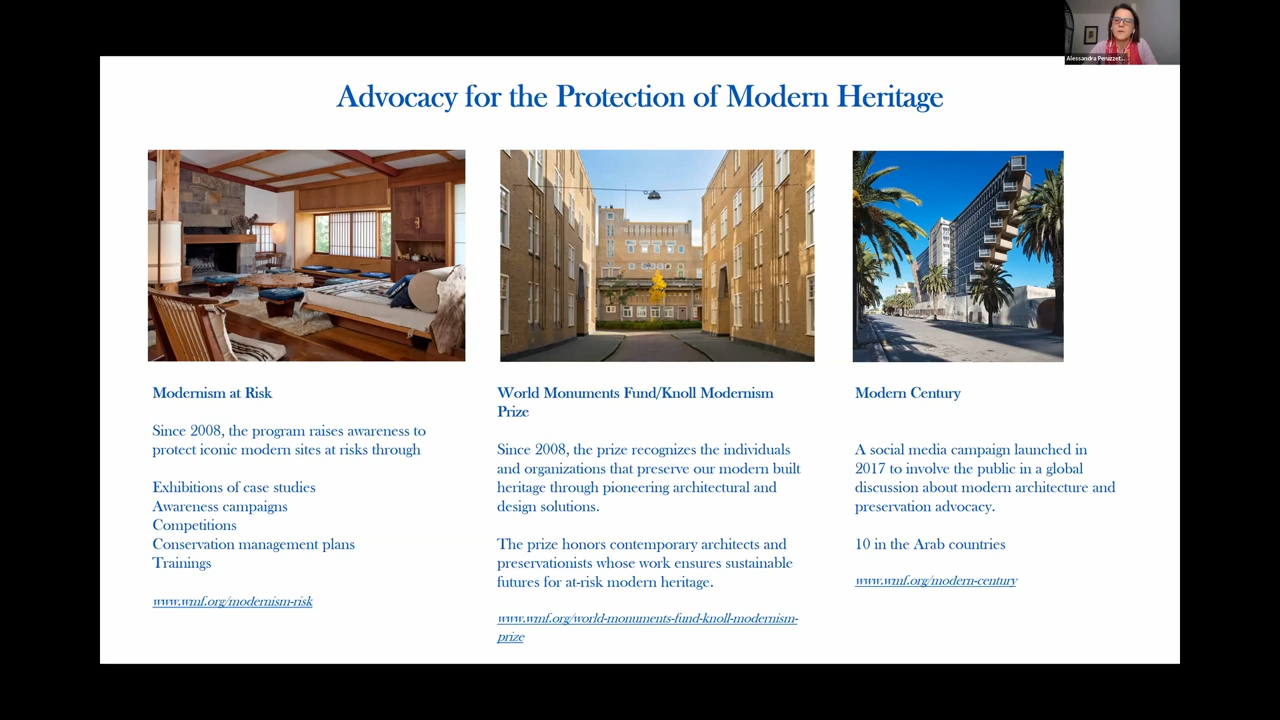 Alessandra Peruzzet...
Advocacy for the Protection of Modern Heritage
Modernism at Risk
Since 2008, the program raises awareness to
protect iconic modern sites at risks through
Exhibitions of case studies
Awareness campaigns
Competitions
Conservation management plans
Trainings
www.wmf.org/modernism-risk
World Monuments Fund/Knoll Modernism
Prize
Since 2008, the prize recognizes the individuals
and organizations that preserve our modern built
heritage through pioneering architectural and
design solutions.
The prize honors contemporary architects and
preservationists whose work ensures sustainable
futures for at-risk modern heritage.
www.wmf.org/world-monuments-fund-knoll-modernism-
prize
Modern Century
A social media campaign launched in
2017 to involve the public in a global
discussion about modern architecture and
preservation advocacy.
10 in the Arab countries
www.wmf.org/modern-century